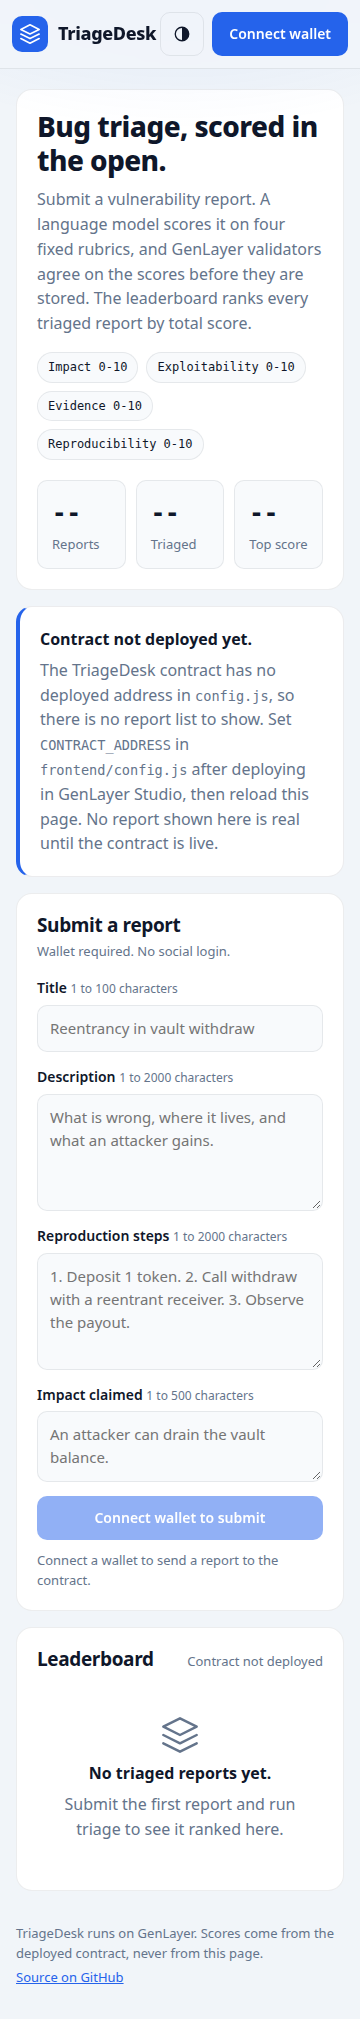 TriageDesk
Connect wallet
Bug triage, scored in
the open.
Submit a vulnerability report. A
language model scores it on four
fixed rubrics, and GenLayer validators
agree on the scores before they are
stored. The leaderboard ranks every
triaged report by total score.
Impact 0-10
Exploitability 0-10
Evidence 0-10
Reproducibility 0-10
-- -- --
Reports Triaged Top score
Contract not deployed yet.
The TriageDesk contract has no
deployed address in config.js, so
there is no report list to show. Set
CONTRACT_ADDRESS in
frontend/config.js after deploying
in GenLayer Studio, then reload this
page. No report shown here is real
until the contract is live.
Submit a report
Wallet required. No social login.
Title 1 to 100 characters
Reentrancy in vault withdraw
Description 1 to 2000 characters
What is wrong, where it lives, and
what an attacker gains.
Reproduction steps 1 to 2000 characters
1. Deposit 1 token. 2. Call withdraw
with a reentrant receiver. 3. Observe
the payout.
Impact claimed 1 to 500 characters
An attacker can drain the vault
balance.
Connect wallet to submit
Connect a wallet to send a report to the
contract.
Leaderboard
Contract not deployed
No triaged reports yet.
Submit the first report and run
triage to see it ranked here.
TriageDesk runs on GenLayer. Scores come from the
deployed contract, never from this page.
Source on GitHub